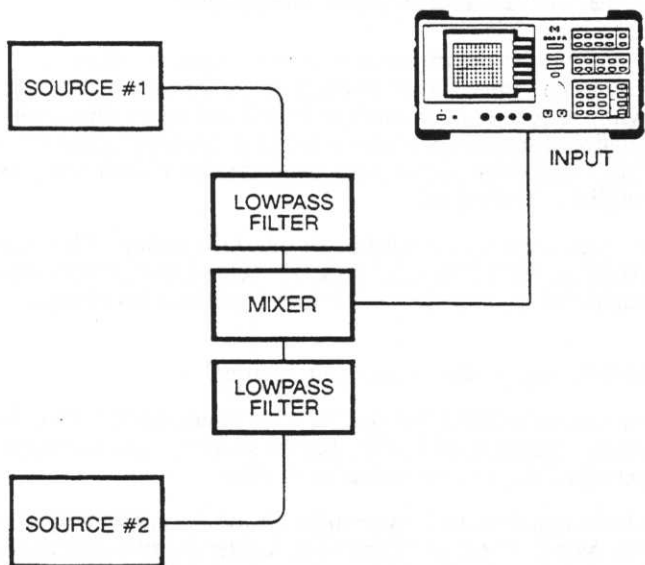 SOURCE #1
INPUT
LOWPASS
FILTER
MIXER
LOWPASS
FILTER
SOURCE #2